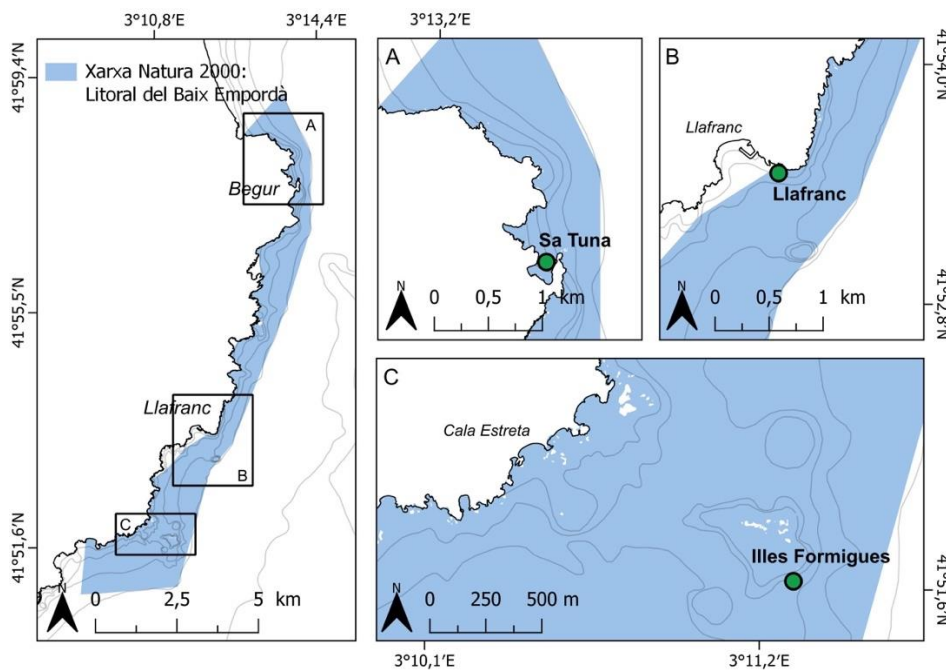 3°10,8’E
3°14,4’E
41°59,4’N
41°55,5’N
41°51,6’N
Xarxa Natura 2000:
Litoral del Baix Empordà
A
Begur
Llafranc
B
C
N
0 2,5 5 km
3°13,2’E
A
Sa Tuna
N
0 0,5 1 km
B
41°54,0’N
Llafranc
Llafranc
41°52,8’N
N
0 0,5 1 km
C
Cala Estreta
Illes Formigues
41°51,6’N
N
0 250 500 m
3°10,1’E
3°11,2’E